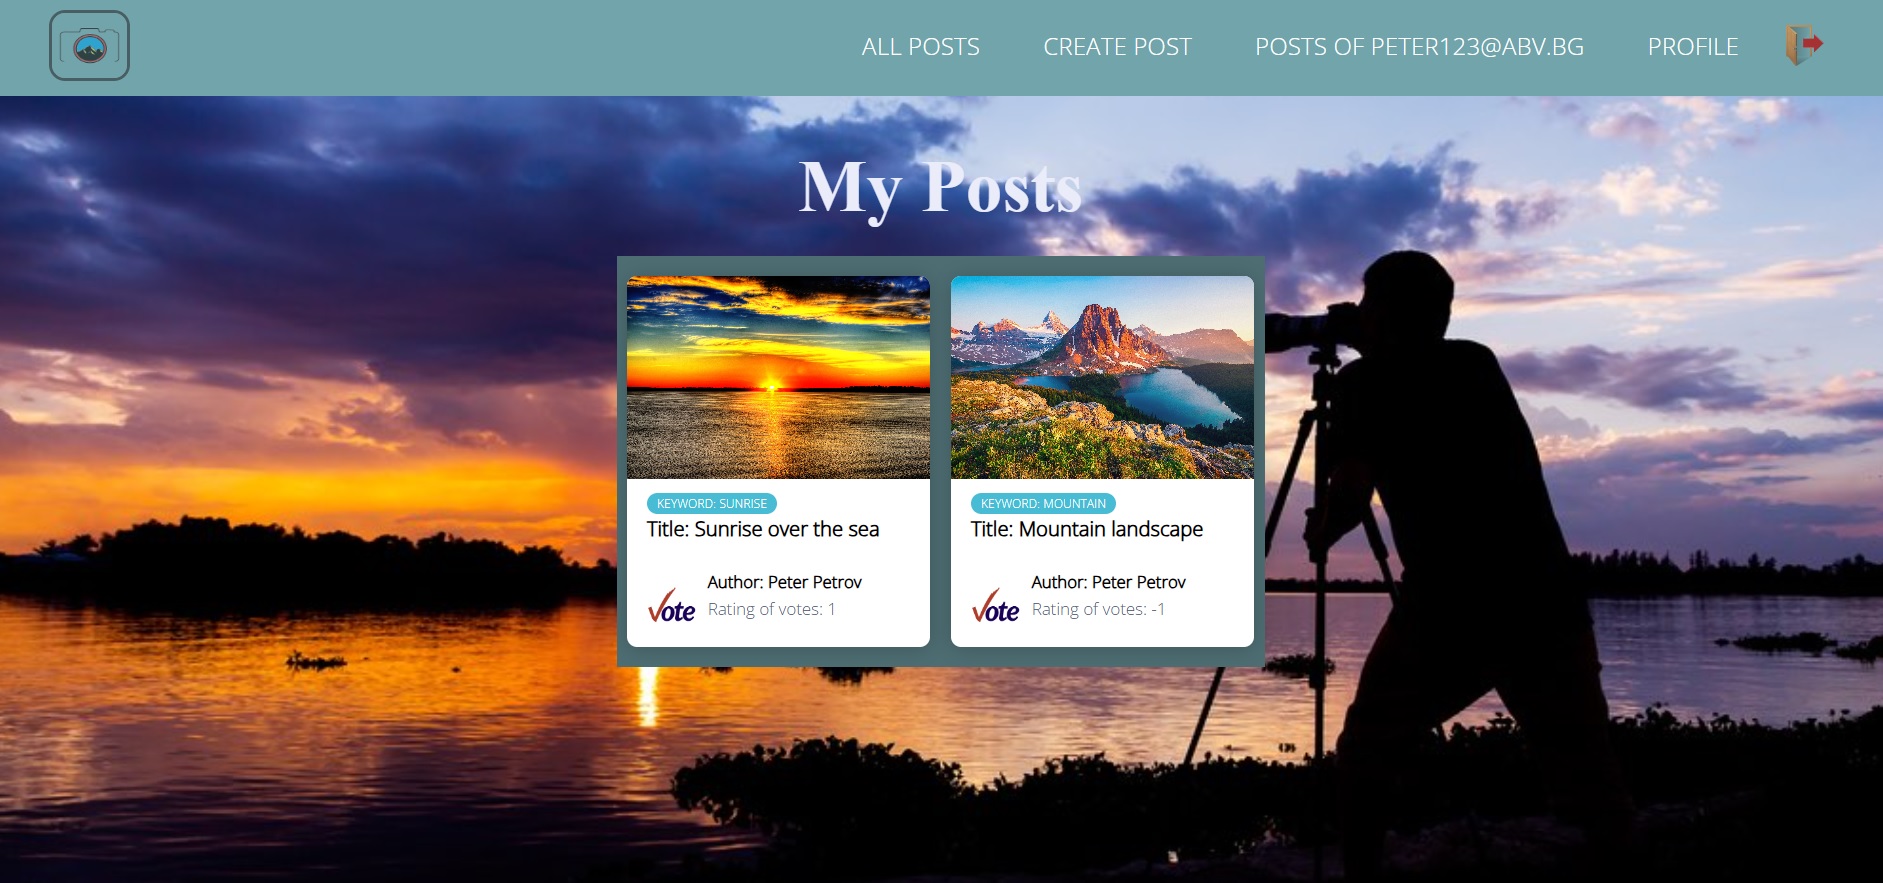 ALL POSTS CREATE POST POSTS OF PETER123@ABV.BG PROFILE
My Posts
KEYWORD: SUNRISE
Title: Sunrise over the sea
Vote
Author: Peter Petrov
Rating of votes: 1
KEYWORD: MOUNTAIN
Title: Mountain landscape
Vote
Author: Peter Petrov
Rating of votes: -1